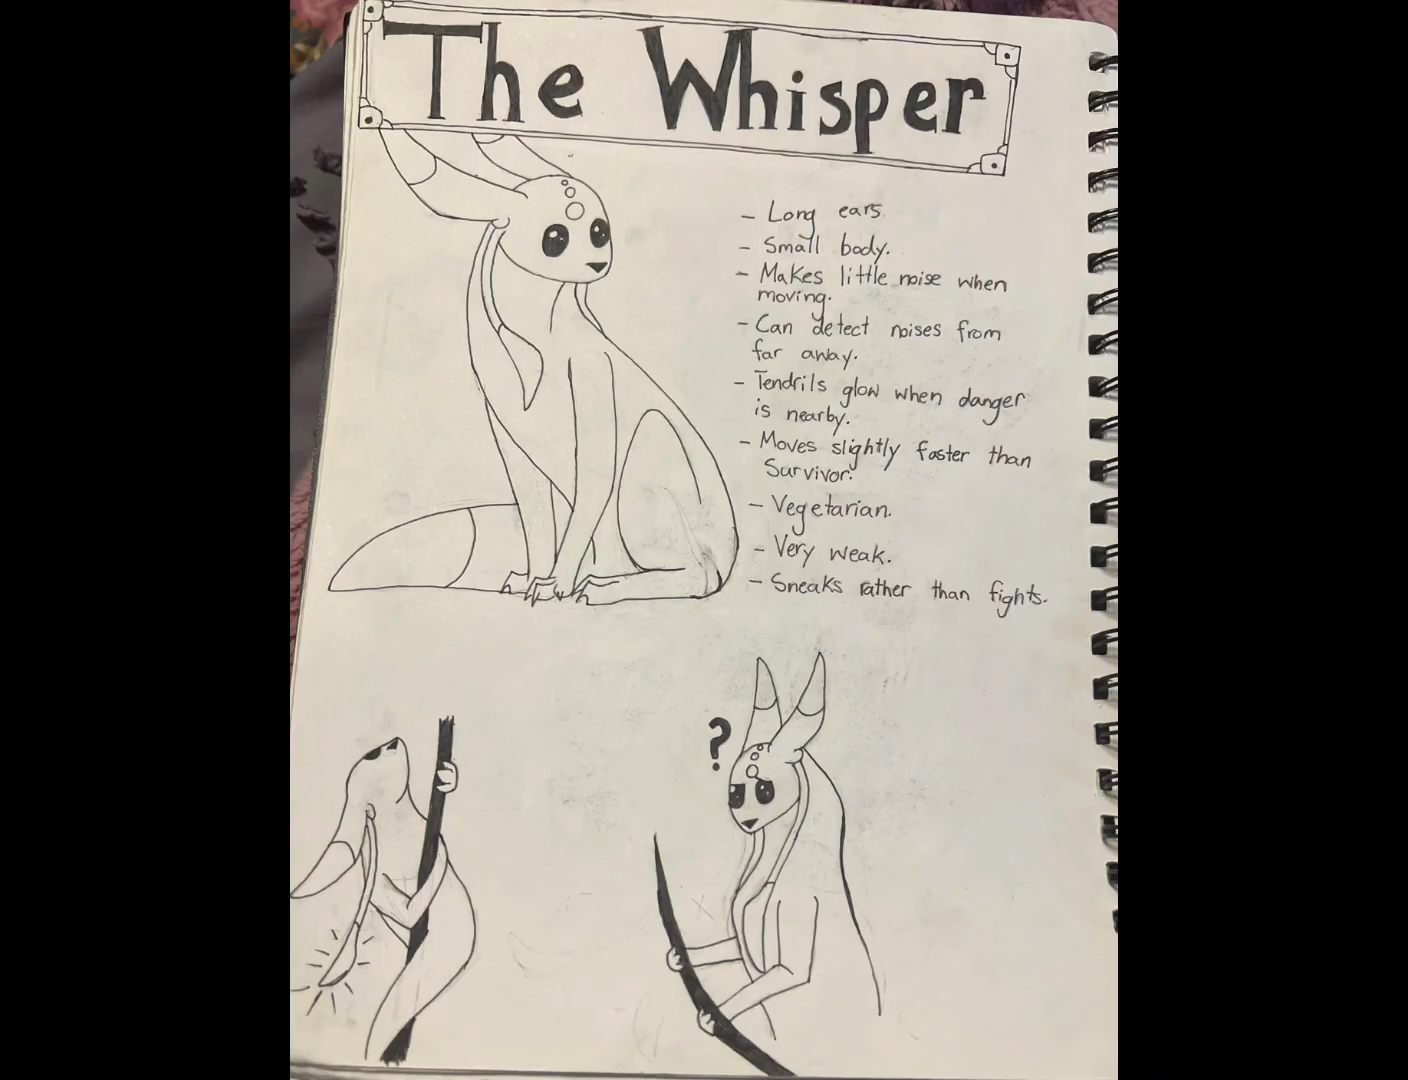 The Whisper
- Long ears.
- Small body.
- Makes little noise when
moving.
- Can detect noises from
far away.
- Tendrils glow when danger
is nearby.
- Moves slightly faster than
Survivor.
- Vegetarian.
- Very weak.
- Sneaks rather than fights.
?